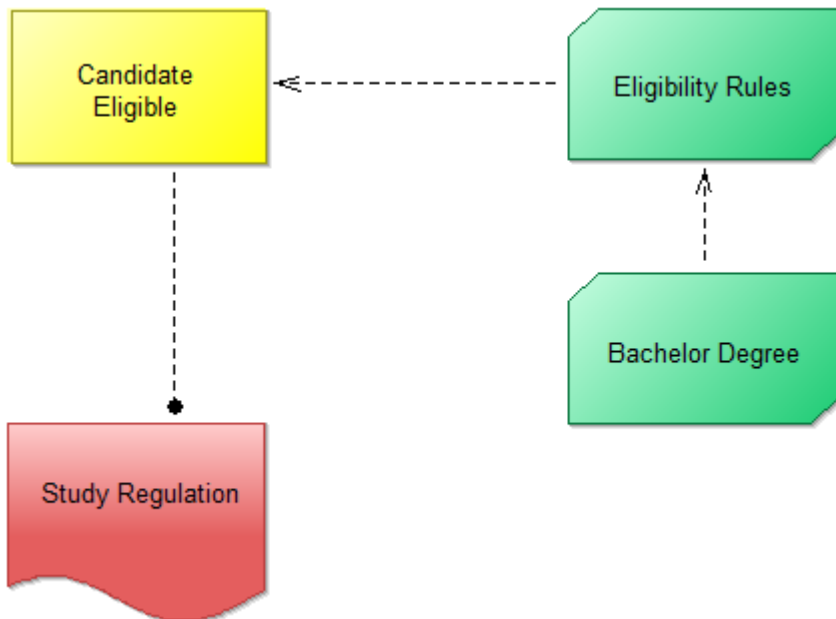 Candidate
Eligible
Eligibility Rules
Bachelor Degree
Study Regulation